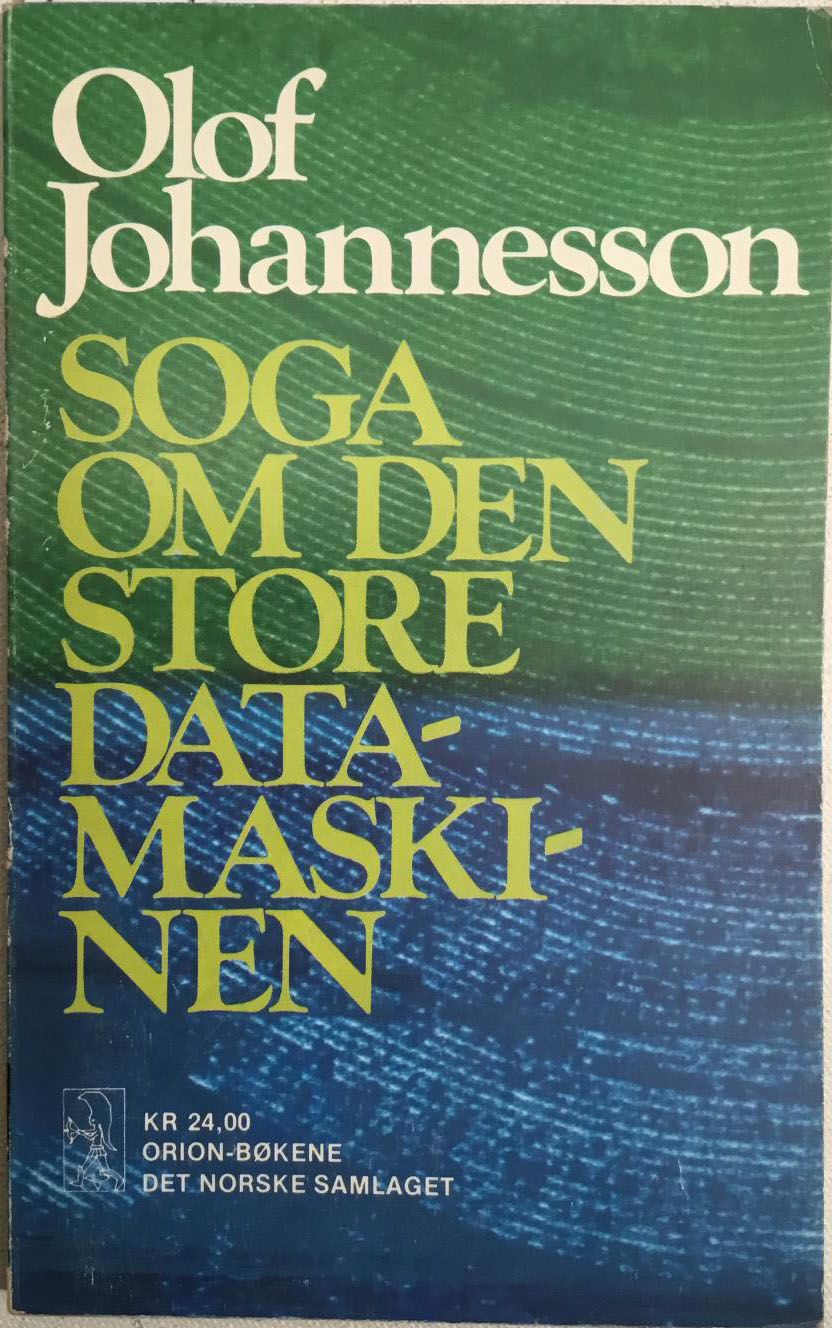 Olof
Johannesson
SOGA
OM DEN
STORE
DATA-
MASKI-
NEN
KR 24,00
ORION-BØKENE
DET NORSKE SAMLAGET